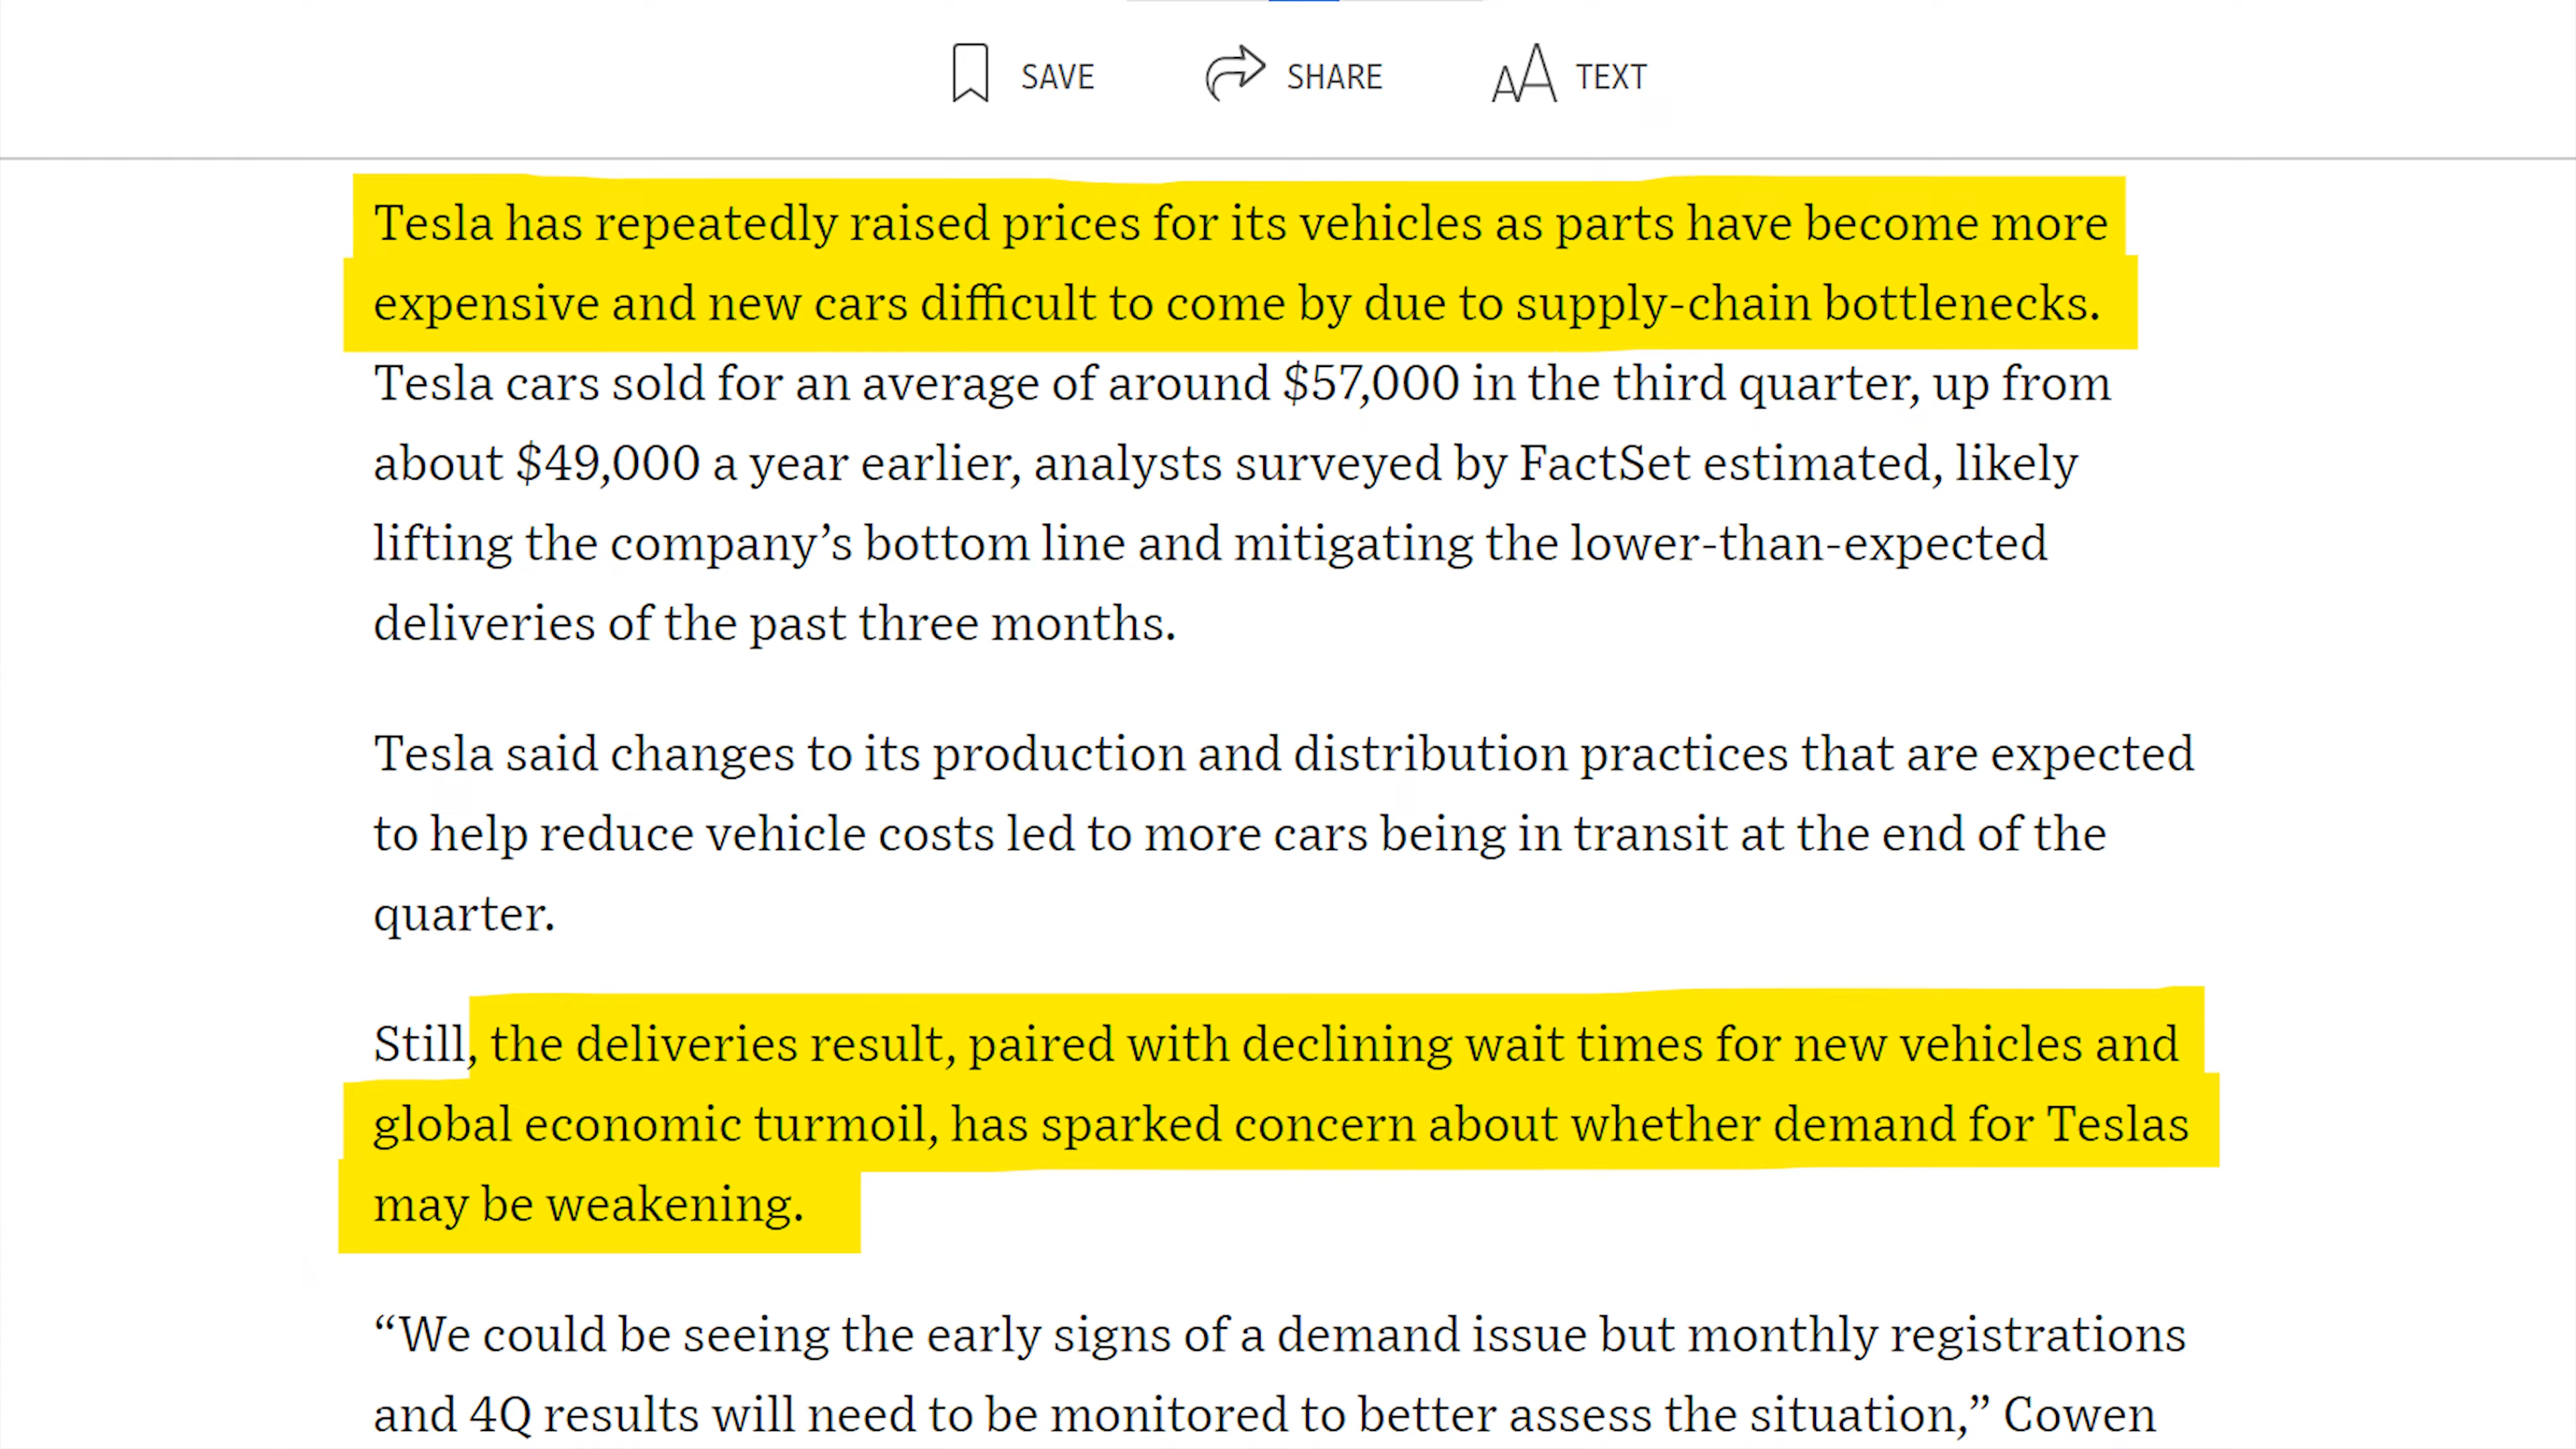 SAVE SHARE AA TEXT
Tesla has repeatedly raised prices for its vehicles as parts have become more
expensive and new cars difficult to come by due to supply-chain bottlenecks.
Tesla cars sold for an average of around $57,000 in the third quarter, up from
about $49,000 a year earlier, analysts surveyed by FactSet estimated, likely
lifting the company’s bottom line and mitigating the lower-than-expected
deliveries of the past three months.
Tesla said changes to its production and distribution practices that are expected
to help reduce vehicle costs led to more cars being in transit at the end of the
quarter.
Still, the deliveries result, paired with declining wait times for new vehicles and
global economic turmoil, has sparked concern about whether demand for Teslas
may be weakening.
“We could be seeing the early signs of a demand issue but monthly registrations
and 4Q results will need to be monitored to better assess the situation,” Cowen